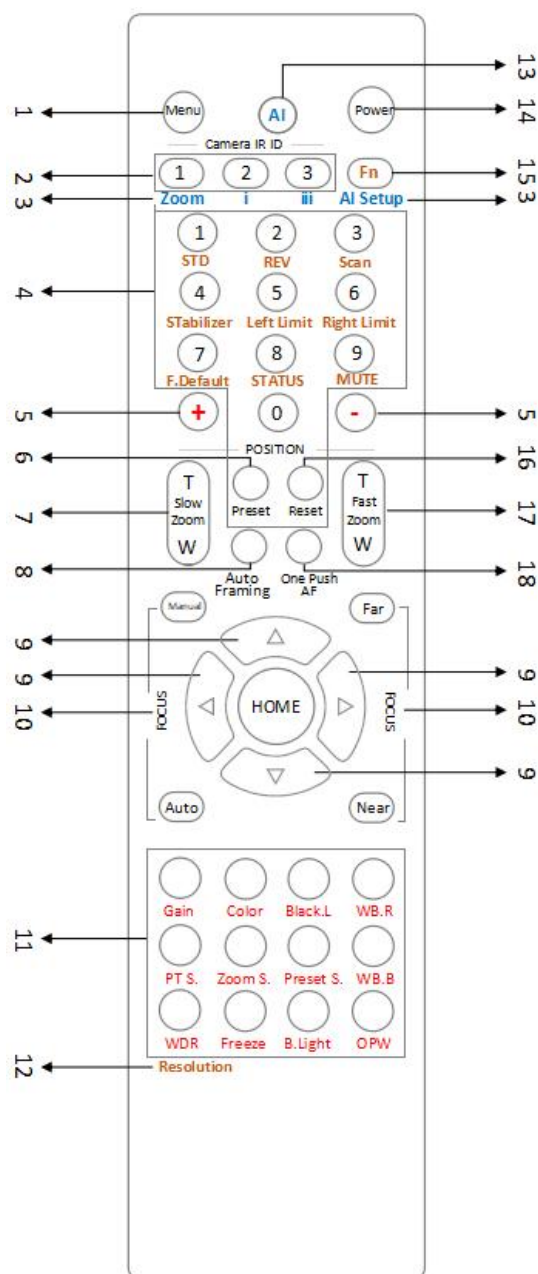 13
1 Menu AI Power 14
Camera IR ID
2 1 2 3 Fn 15
3 Zoom i iii AI Setup 3
1 2 3
STD REV Scan
4 4 5 6
STabilizer Left Limit Right Limit
7 8 9
F.Default STATUS MUTE
5 + 0 - 5
6 POSITION 16
T T
Slow Preset Reset Fast
7 Zoom Zoom 17
W W
8 Auto One Push 18
Framing AF
Manual Far
9
9 9
10 FOCUS HOME FOCUS 10
9
Auto Near
Gain Color Black.L WB.R
11
PT S. Zoom S. Preset S. WB.B
WDR Freeze B.Light OPW
12 Resolution